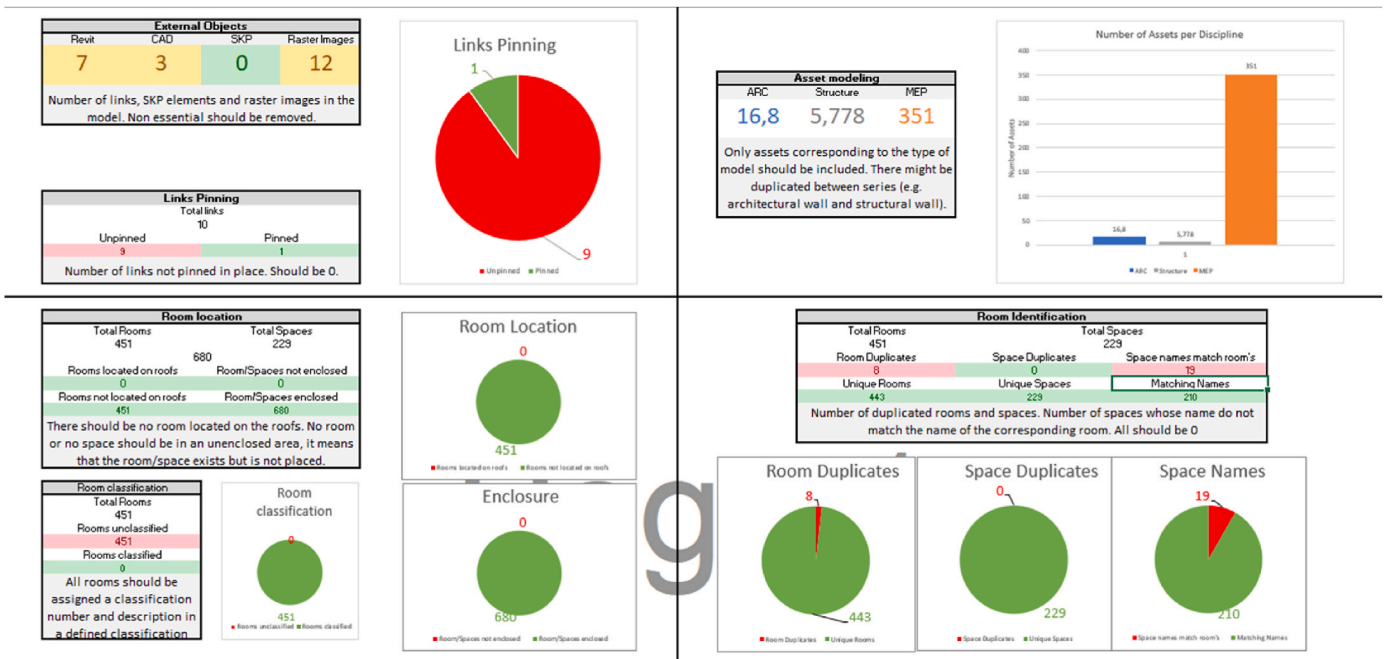 External Objects
Revit CAD SKP Raster Images
7 3 0 12
Number of links, SKP elements and raster images in the
model. Non essential should be removed.
Links Pinning
Total links
10
Unpinned Pinned
9 1
Number of links not pinned in place. Should be 0.
Links Pinning
1
9
Unpinned Pinned
Asset modeling
ARC Structure MEP
16,8 5,778 351
Only assets corresponding to the type of
model should be included. There might be
duplicated between series (e.g.
architectural wall and structural wall).
Number of Assets per Discipline
Number of Assets
400
350
300
250
200
150
100
50
0
16,8
5,778
351
1
ARC Structure MEP
Room location
Total Rooms Total Spaces
451 229
680
Rooms located on roofs Room/Spaces not enclosed
0 0
Rooms not located on roofs Room/Spaces enclosed
451 680
There should be no room located on the roofs. No room
or no space should be in an unenclosed area, it means
that the room/space exists but is not placed.
Room classification
Total Rooms
451
Rooms unclassified
451
Rooms classified
0
All rooms should be
assigned a classification
number and description in
a defined classification
Room
classification
0
451
Rooms unclassified Rooms classified
Room Location
0
451
Rooms located on roofs Rooms not located on roofs
Enclosure
0
680
Room/Spaces not enclosed Room/Spaces enclosed
Room Identification
Total Rooms Total Spaces
451 229
Room Duplicates Space Duplicates Space names match room's
8 0 19
Unique Rooms Unique Spaces Matching Names
443 229 210
Number of duplicated rooms and spaces. Number of spaces whose name do not
match the name of the corresponding room. All should be 0
Room Duplicates
8
443
Room Duplicates Unique Rooms
Space Duplicates
0
229
Space Duplicates Unique Spaces
Space Names
19
210
Space names match room's Matching Names